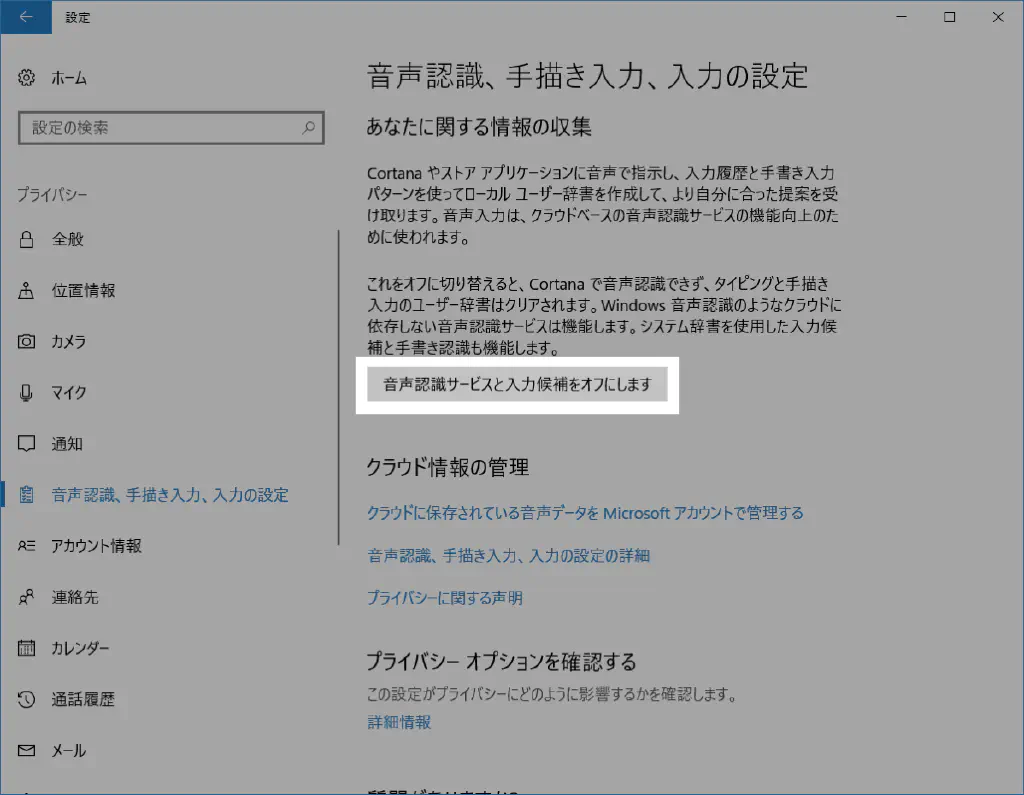 設定
ホーム
設定の検索
プライバシー
全般
位置情報
カメラ
マイク
通知
音声認識、手描き入力、入力の設定
アカウント情報
連絡先
カレンダー
通話履歴
メール
音声認識、手描き入力、入力の設定
あなたに関する情報の収集
Cortana やストア アプリケーションに音声で指示し、入力履歴と手書き入力
パターンを使ってローカル ユーザー辞書を作成して、より自分に合った提案を受
け取ります。音声入力は、クラウドベースの音声認識サービスの機能向上のた
めに使われます。
これをオフに切り替えると、Cortana で音声認識できず、タイピングと手描き
入力のユーザー辞書はクリアされます。Windows 音声認識のようなクラウドに
依存しない音声認識サービスは機能します。システム辞書を使用した入力候
補と手書き認識も機能します。
音声認識サービスと入力候補をオフにします
クラウド情報の管理
クラウドに保存されている音声データを Microsoft アカウントで管理する
音声認識、手描き入力、入力の設定の詳細
プライバシーに関する声明
プライバシー オプションを確認する
この設定がプライバシーにどのように影響するかを確認します。
詳細情報